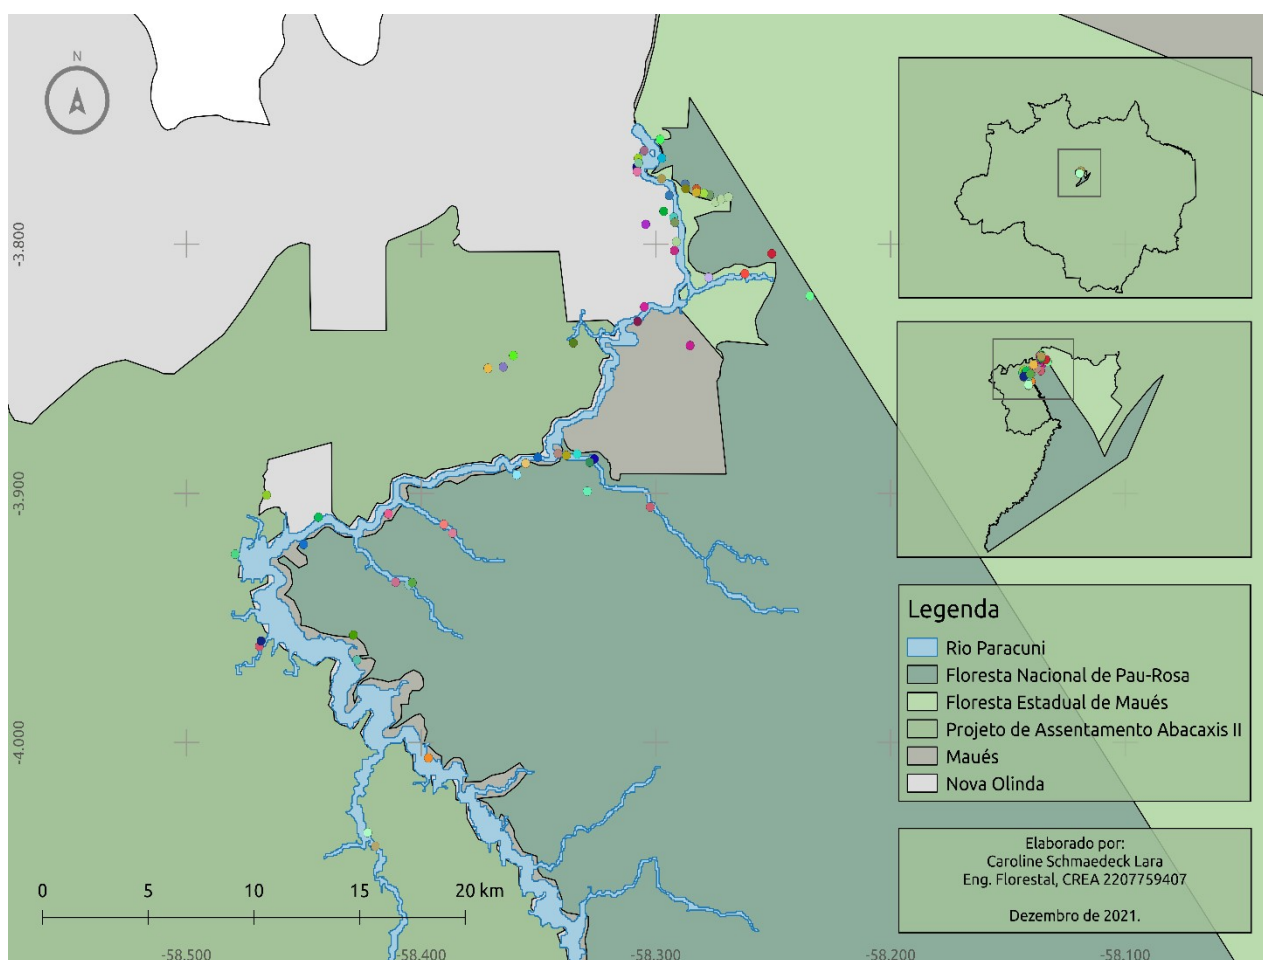 N
-3.800
-3.900
-4.000
Legenda
Rio Paracuni
Floresta Nacional de Pau-Rosa
Floresta Estadual de Maués
Projeto de Assentamento Abacaxis II
Maués
Nova Olinda
Elaborado por:
Caroline Schmaedeck Lara
Eng. Florestal, CREA 2207759407
Dezembro de 2021.
0 5 10 15 20 km
-58.500 -58.400 -58.300 -58.200 -58.100